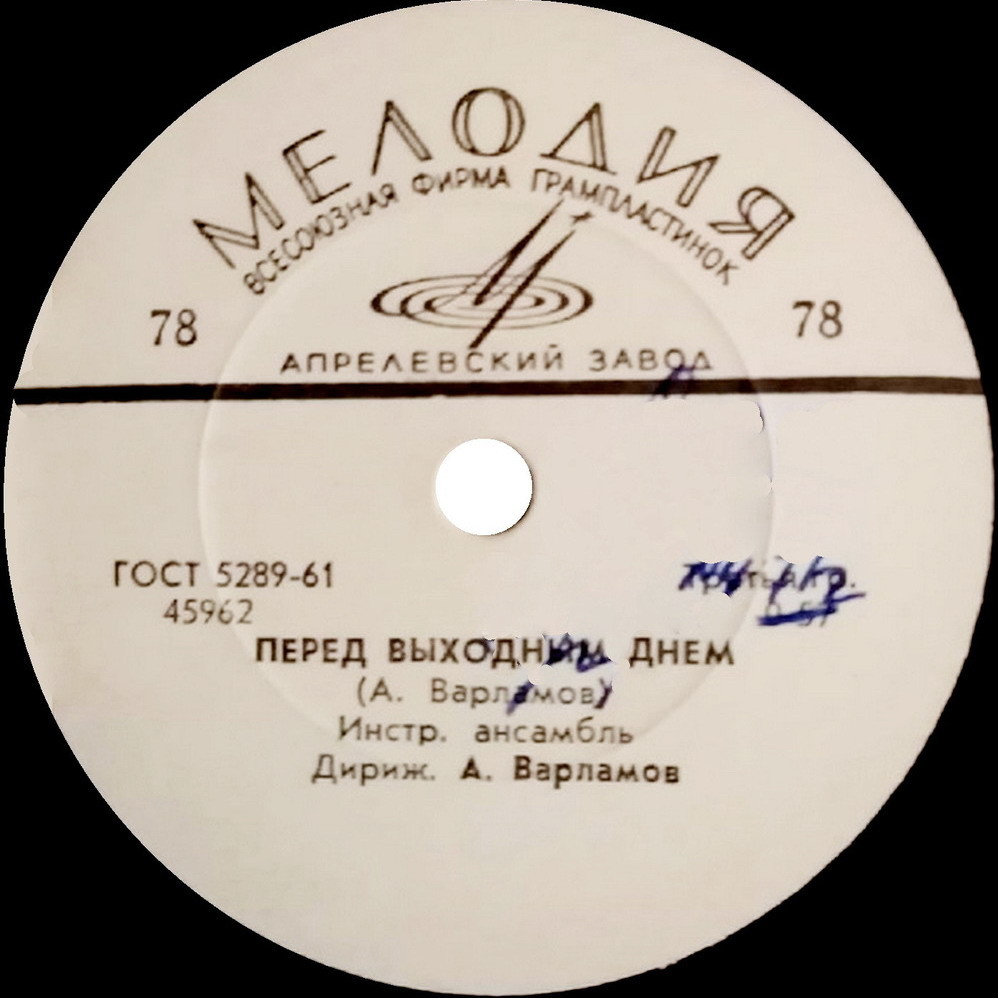 МЕЛОДИЯ
ВСЕСОЮЗНАЯ ФИРМА ГРАМПЛАСТИНОК
78
78
АПРЕЛЕВСКИЙ ЗАВОД
ГОСТ 5289-61
45962
ПЕРЕД ВЫХОДНЫМ ДНЕМ
(А. Варламов)
Инстр. ансамбль
Дириж. А. Варламов